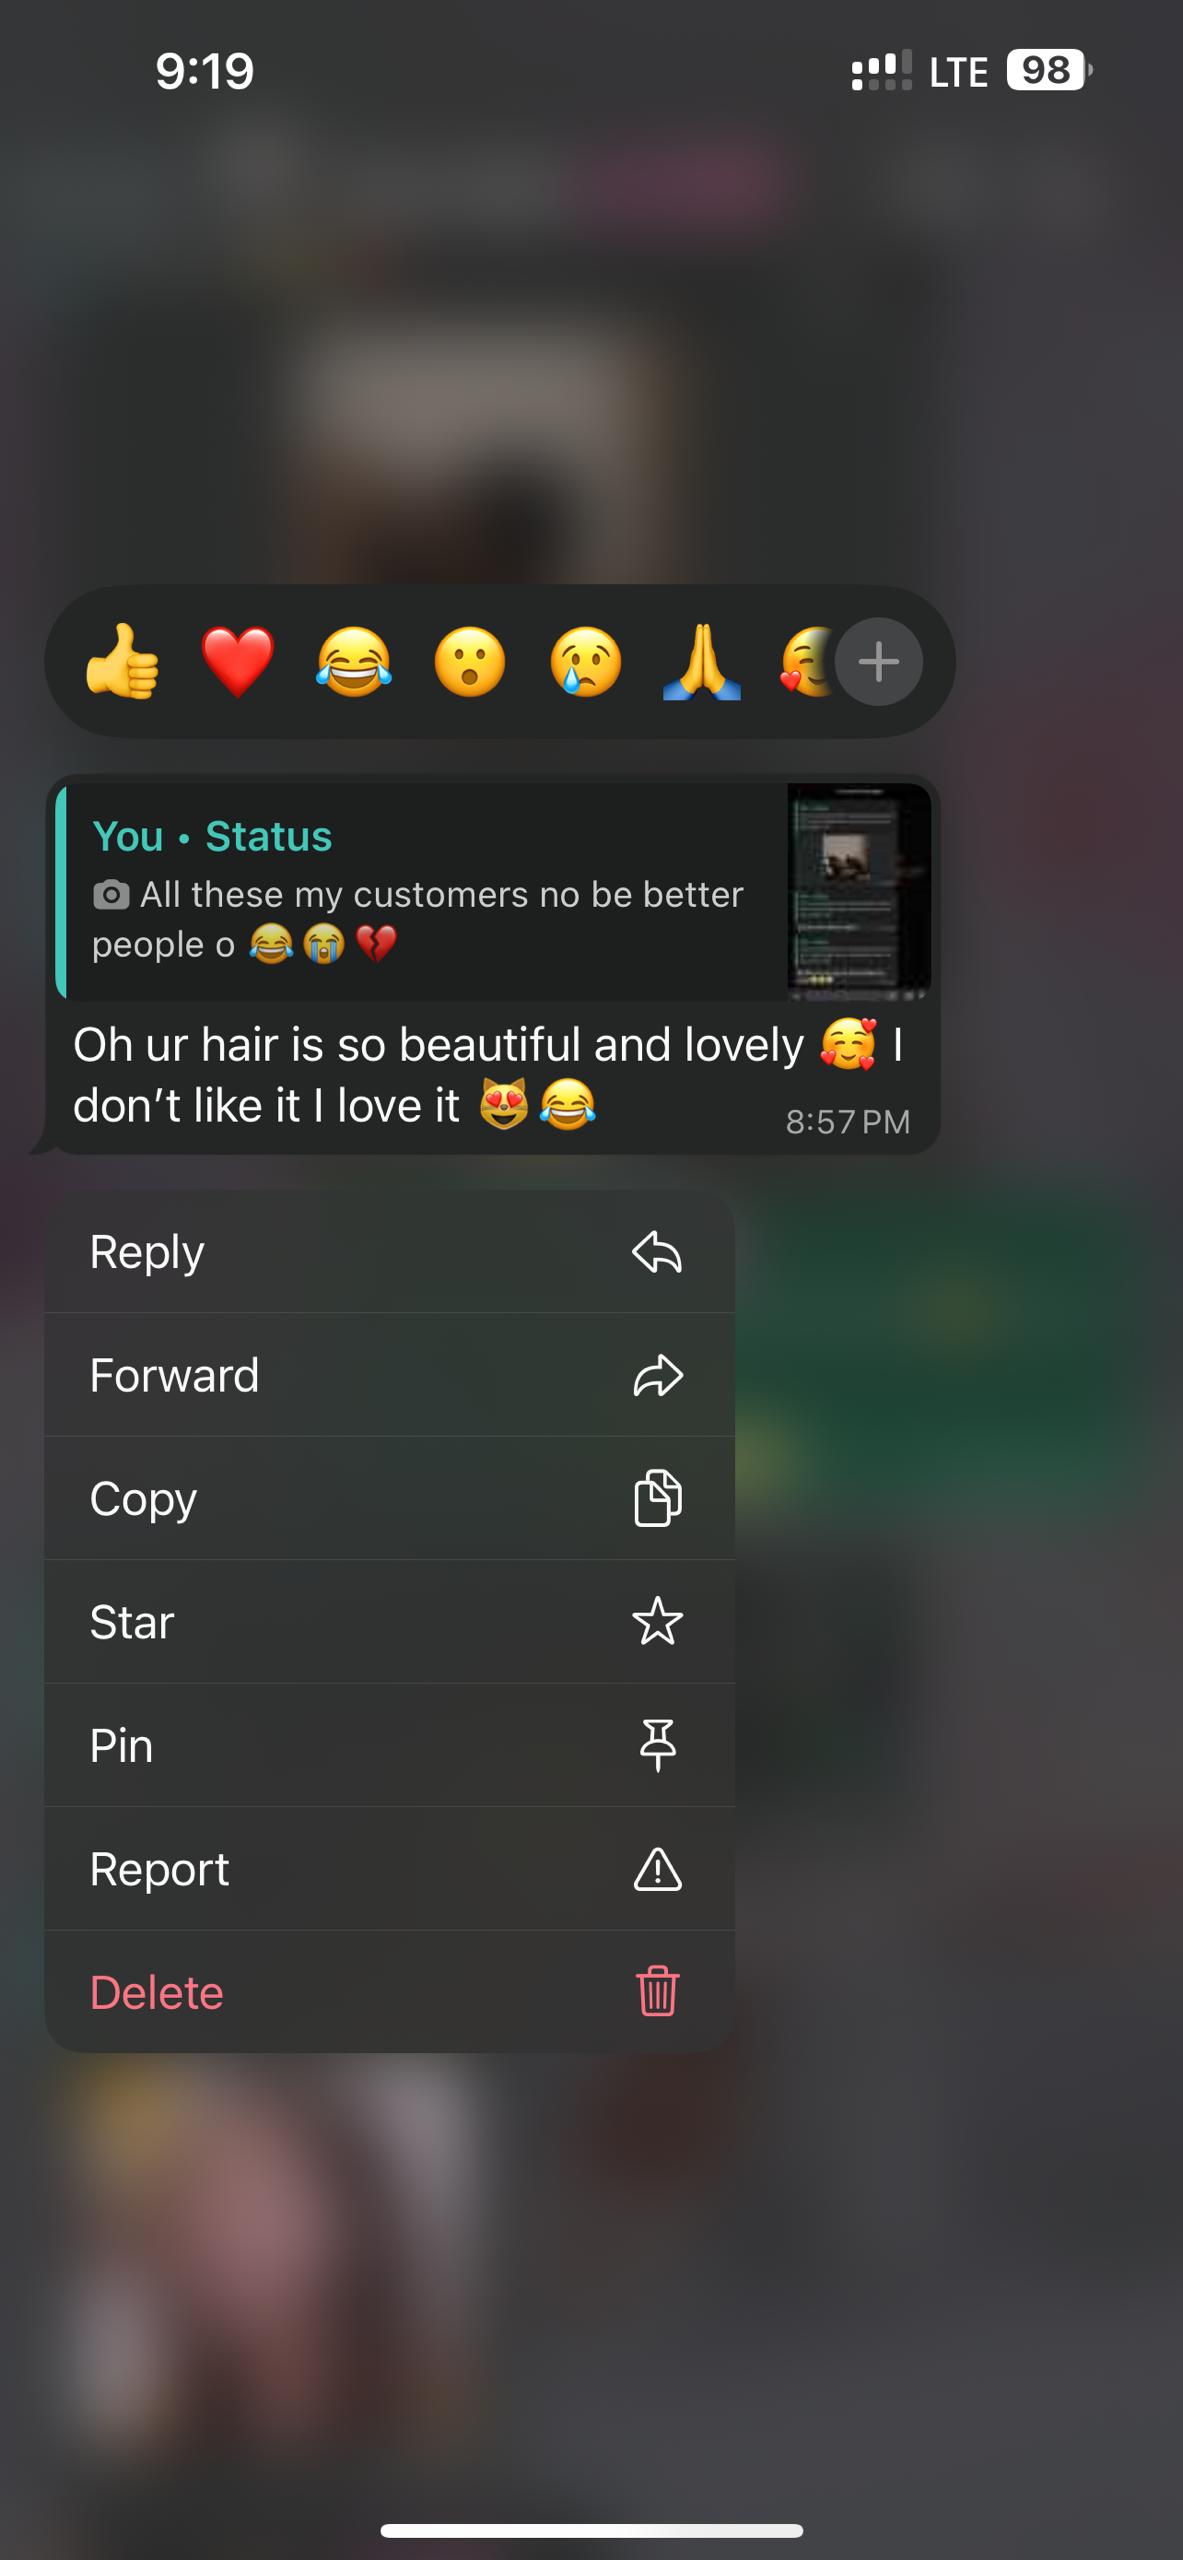 9:19
LTE 98
👍 ❤️ 😂 😮 😢 🙏 🥰 +
You • Status
All these my customers no be better
people o 😂😭💔
Oh ur hair is so beautiful and lovely 🥰 I
don’t like it I love it 😻😂
8:57 PM
Reply
Forward
Copy
Star
Pin
Report
Delete